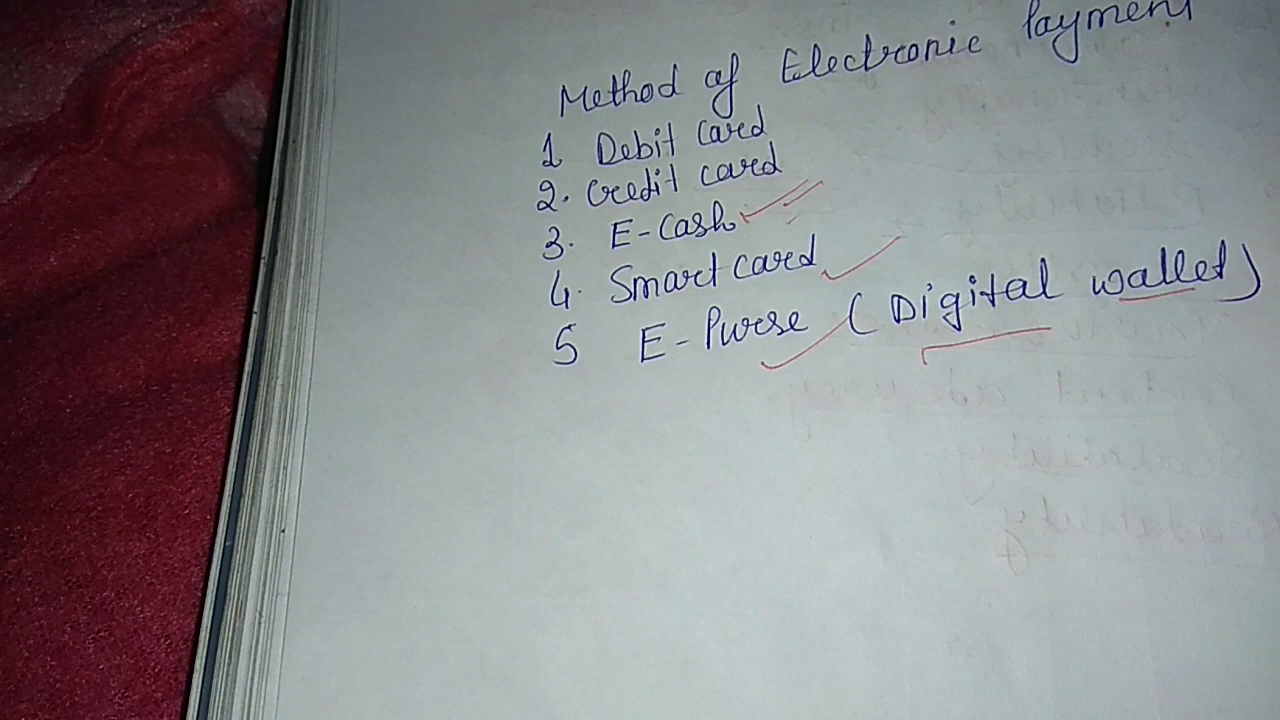 Method of Electronic Payment
1 Debit Card
2. Credit card
3. E-Cash
4. Smart card
5 E-Purse (Digital wallet)